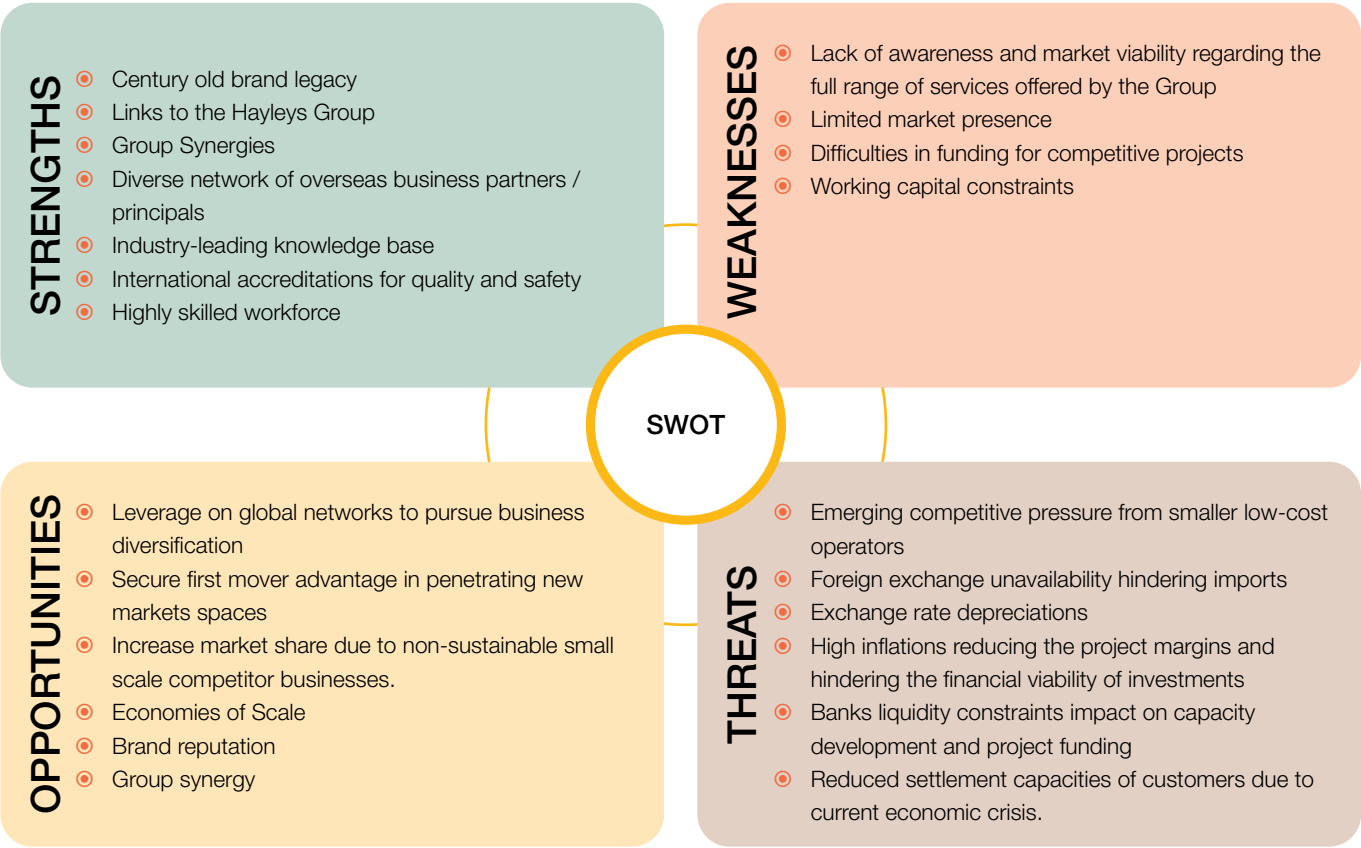 STRENGTHS
Century old brand legacy
Links to the Hayleys Group
Group Synergies
Diverse network of overseas business partners /
principals
Industry-leading knowledge base
International accreditations for quality and safety
Highly skilled workforce
WEAKNESSES
Lack of awareness and market viability regarding the
full range of services offered by the Group
Limited market presence
Difficulties in funding for competitive projects
Working capital constraints
SWOT
OPPORTUNITIES
Leverage on global networks to pursue business
diversification
Secure first mover advantage in penetrating new
markets spaces
Increase market share due to non-sustainable small
scale competitor businesses.
Economies of Scale
Brand reputation
Group synergy
THREATS
Emerging competitive pressure from smaller low-cost
operators
Foreign exchange unavailability hindering imports
Exchange rate depreciations
High inflations reducing the project margins and
hindering the financial viability of investments
Banks liquidity constraints impact on capacity
development and project funding
Reduced settlement capacities of customers due to
current economic crisis.